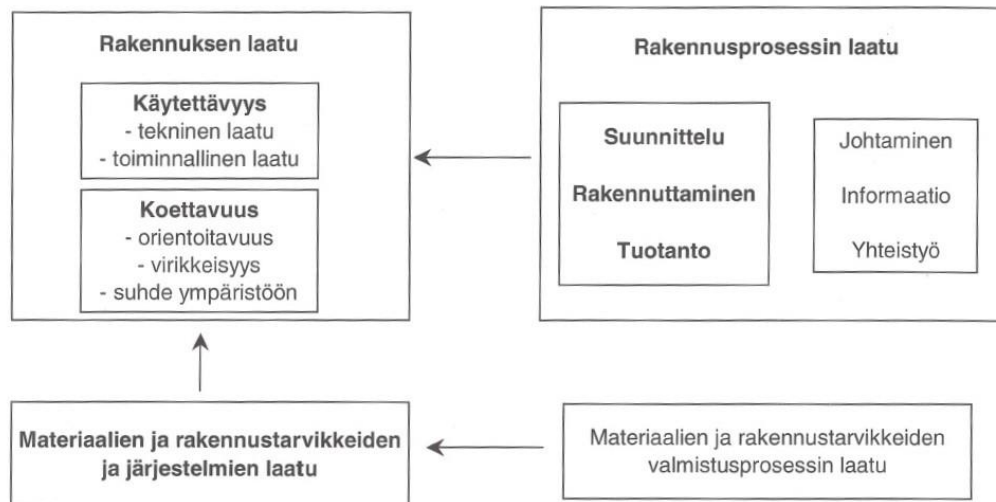 Rakennuksen laatu
Käytettävyys
- tekninen laatu
- toiminnallinen laatu
Koettavuus
- orientoitavuus
- virikkeisyys
- suhde ympäristöön
Rakennusprosessin laatu
Suunnittelu
Rakennuttaminen
Tuotanto
Johtaminen
Informaatio
Yhteistyö
Materiaalien ja rakennustarvikkeiden
ja järjestelmien laatu
Materiaalien ja rakennustarvikkeiden
valmistusprosessin laatu